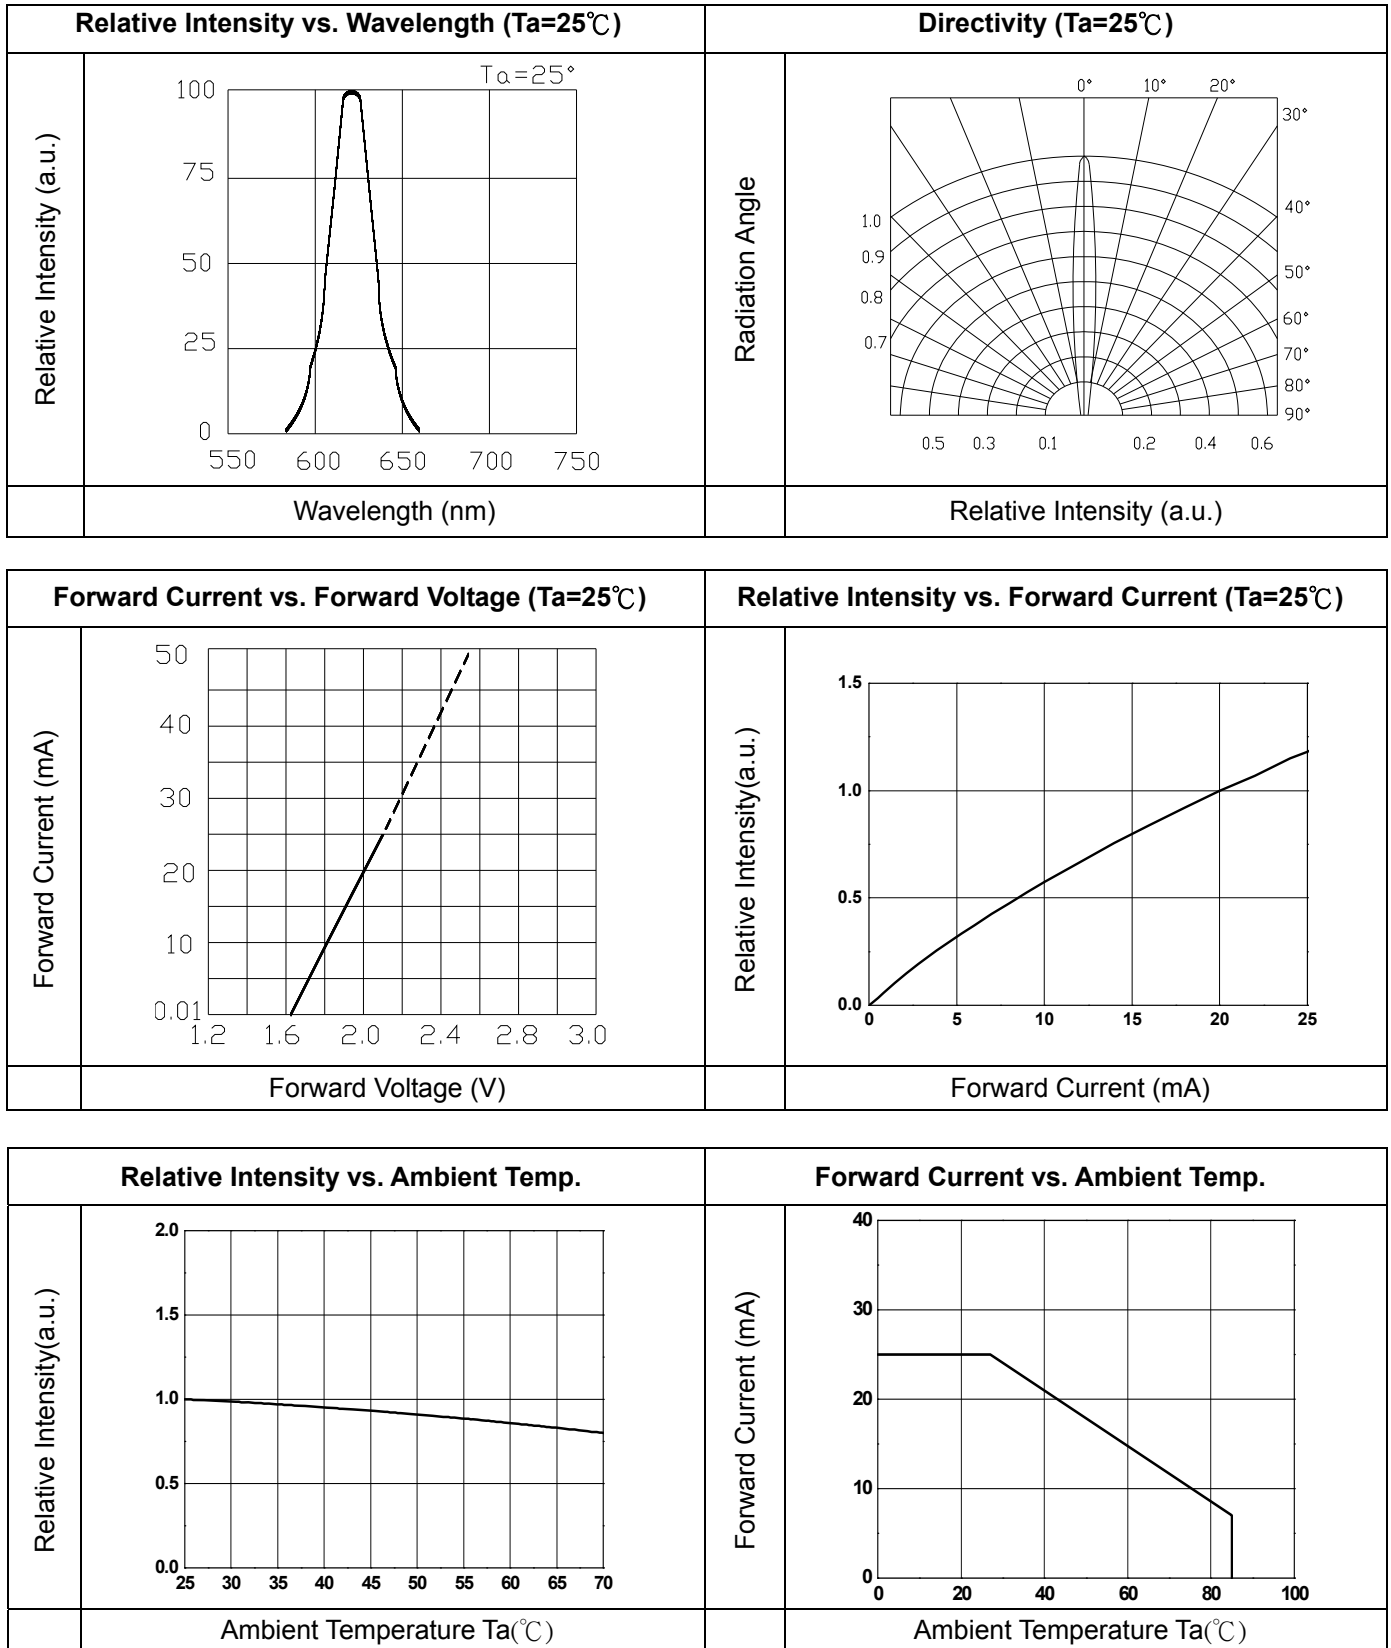 Relative Intensity vs. Wavelength (Ta=25℃)
Relative Intensity (a.u.)
Ta=25°
100
75
50
25
0
550 600 650 700 750
Wavelength (nm)
Directivity (Ta=25℃)
Radiation Angle
0° 10° 20°
30°
40°
50°
60°
70°
80°
90°
1.0
0.9
0.8
0.7
0.5 0.3 0.1 0.2 0.4 0.6
Relative Intensity (a.u.)
Forward Current vs. Forward Voltage (Ta=25℃)
Forward Current (mA)
50
40
30
20
10
0.01
1.2 1.6 2.0 2.4 2.8 3.0
Forward Voltage (V)
Relative Intensity vs. Forward Current (Ta=25℃)
Relative Intensity(a.u.)
1.5
1.0
0.5
0.0
0 5 10 15 20 25
Forward Current (mA)
Relative Intensity vs. Ambient Temp.
Relative Intensity(a.u.)
2.0
1.5
1.0
0.5
0.0
25 30 35 40 45 50 55 60 65 70
Ambient Temperature Ta(℃)
Forward Current vs. Ambient Temp.
Forward Current (mA)
40
30
20
10
0
0 20 40 60 80 100
Ambient Temperature Ta(℃)